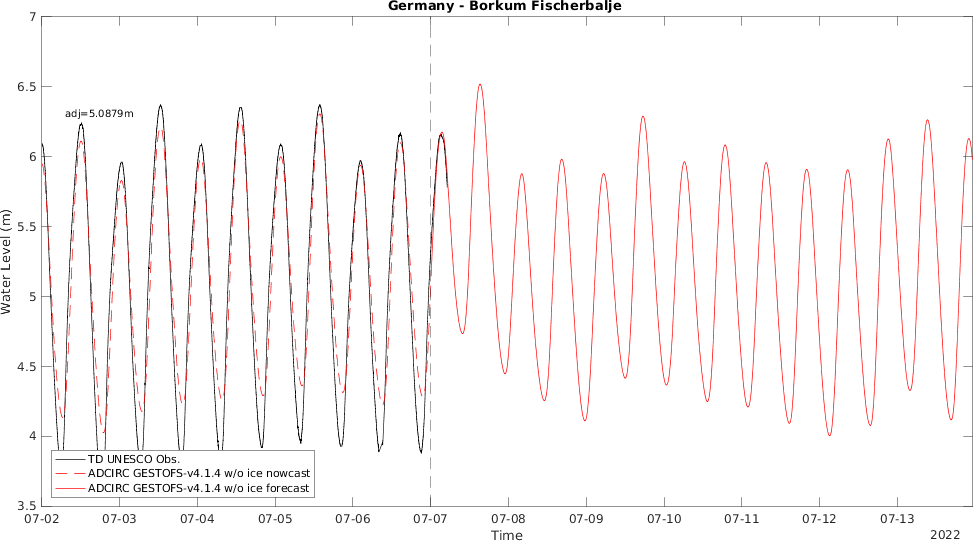 Germany - Borkum Fischerbalje
7
6.5
adj=5.0879m
6
5.5
5
4.5
4
3.5
Water Level (m)
TD UNESCO Obs.
ADCIRC GESTOFS-v4.1.4 w/o ice nowcast
ADCIRC GESTOFS-v4.1.4 w/o ice forecast
07-02 07-03 07-04 07-05 07-06 07-07 07-08 07-09 07-10 07-11 07-12 07-13
Time
2022